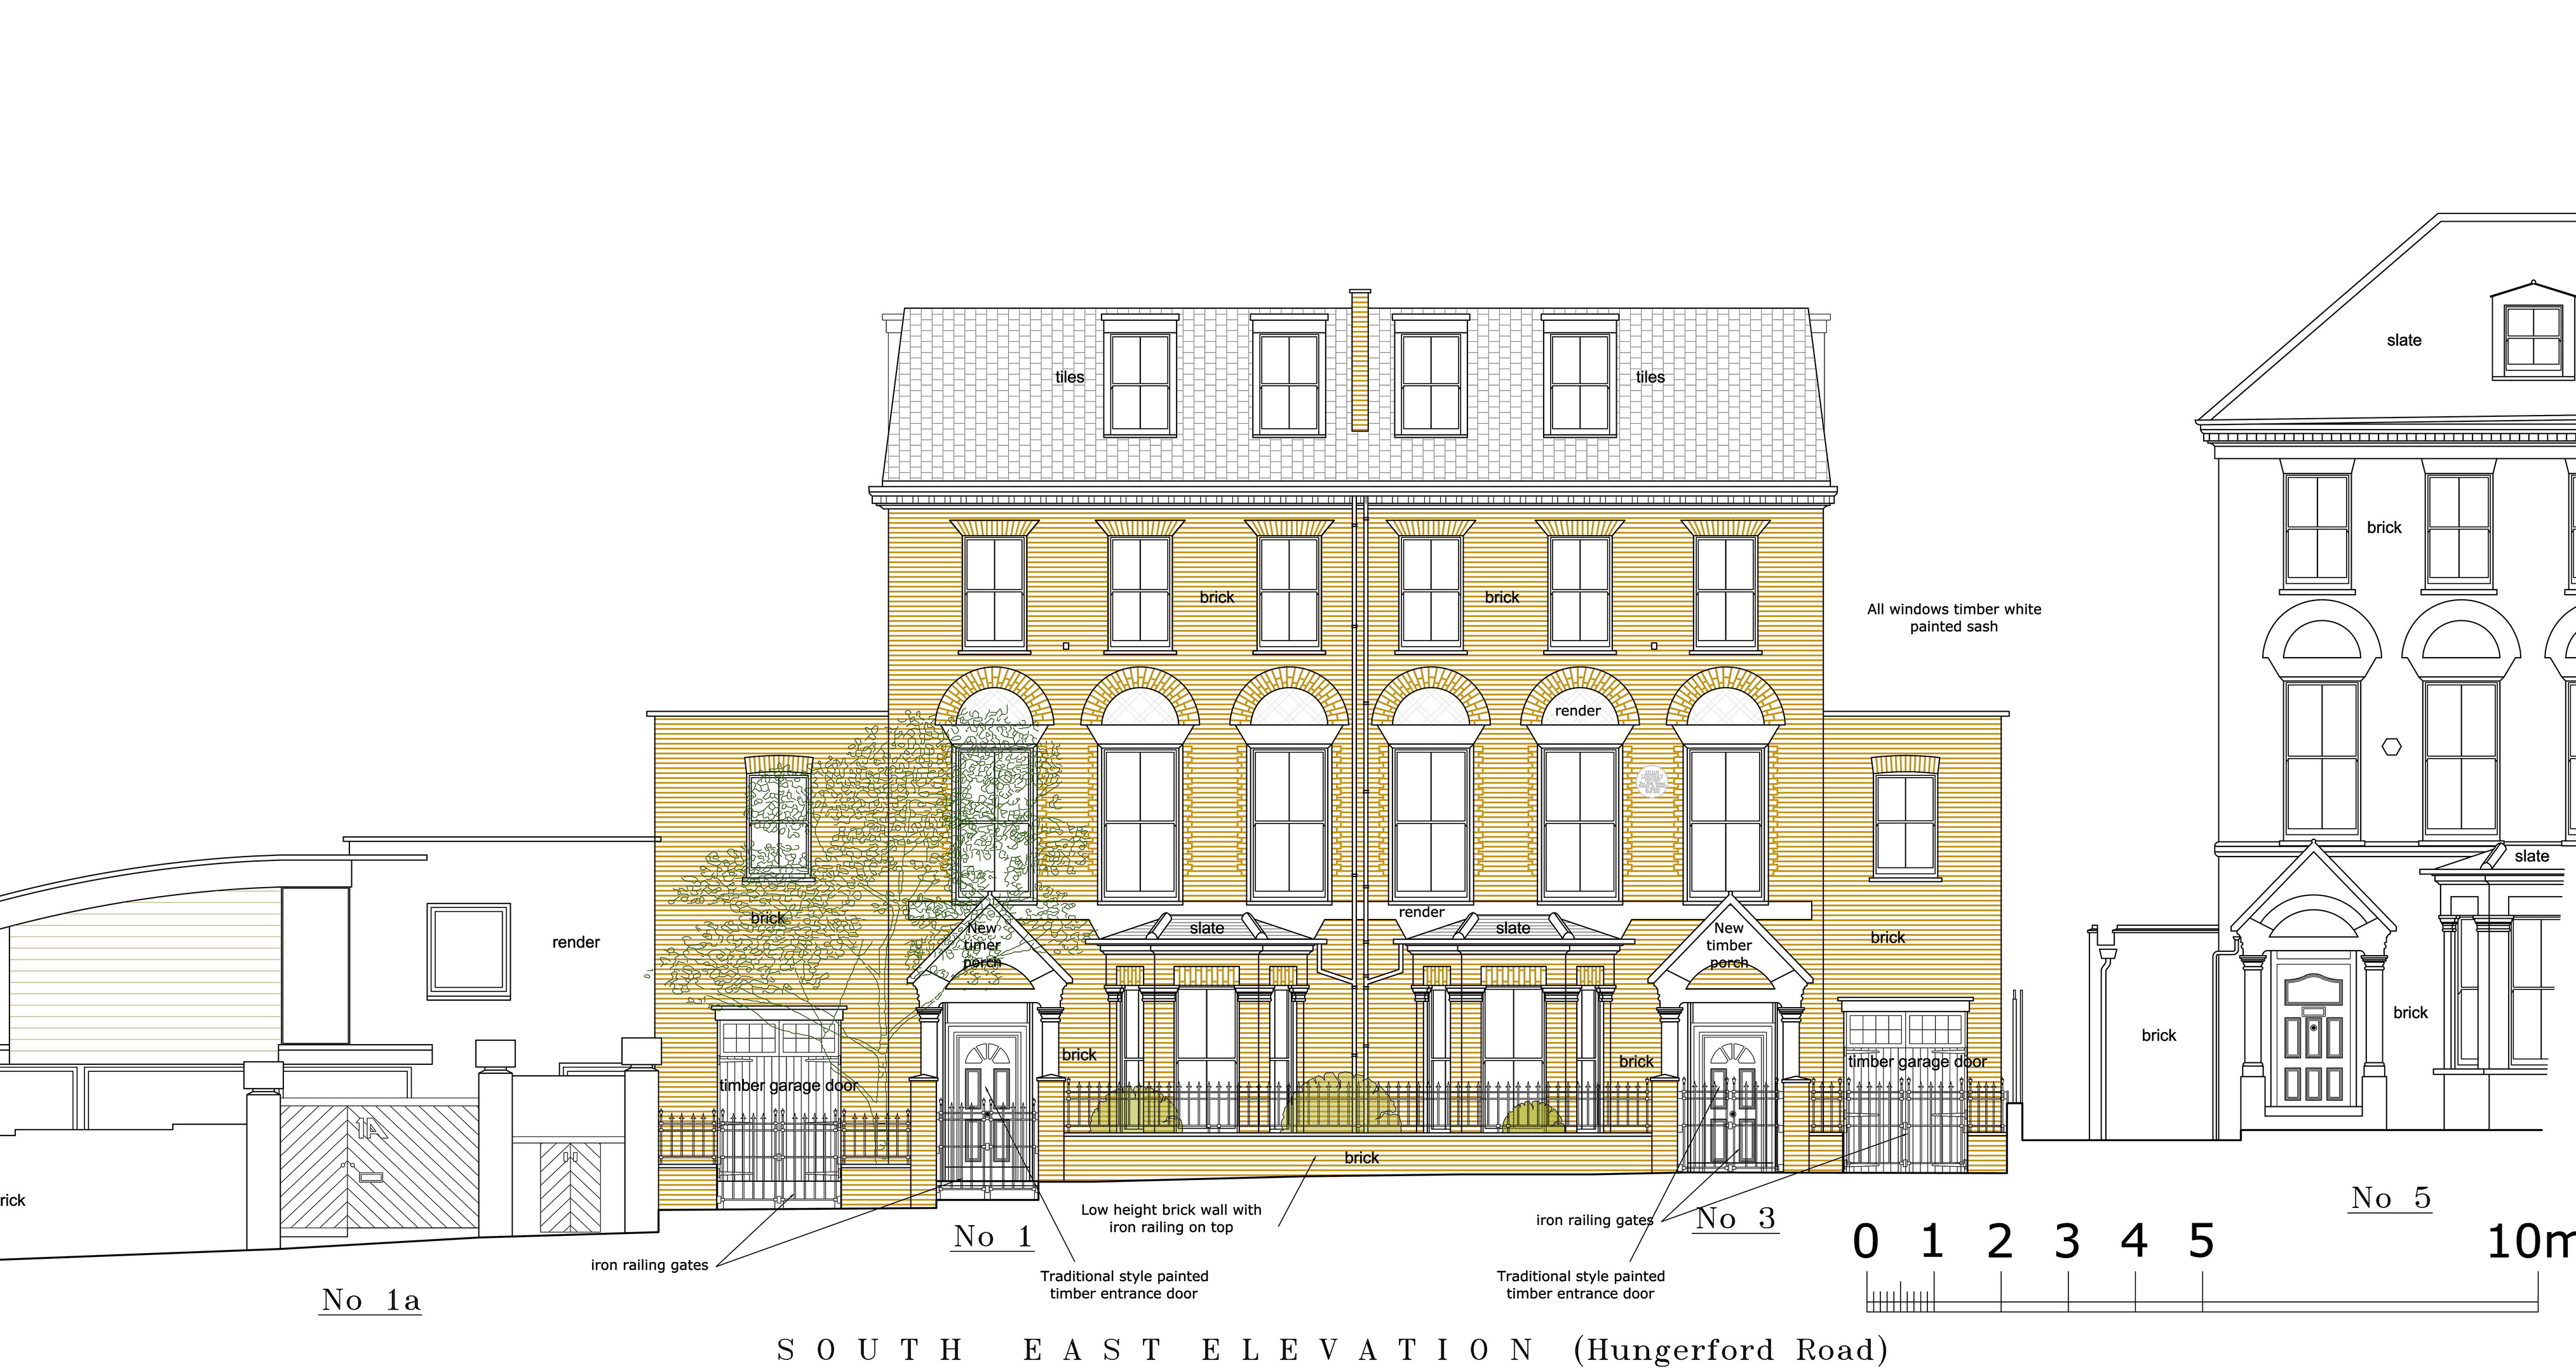 slate
tiles
tiles
brick
brick
brick
All windows timber white
painted sash
render
slate
brick
render
slate
slate
render
New
timer
porch
New
timber
porch
brick
brick
brick
brick
brick
timber garage door
timber garage door
1A
brick
rick
Low height brick wall with
iron railing on top
iron railing gates
No 1
No 3
No 5
iron railing gates
0 1 2 3 4 5 10m
Traditional style painted
timber entrance door
Traditional style painted
timber entrance door
No 1a
SOUTH EAST ELEVATION (Hungerford Road)